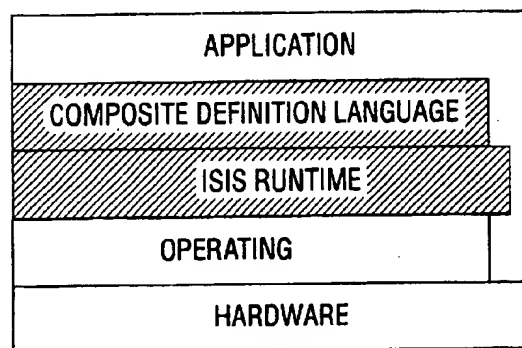 APPLICATION
COMPOSITE DEFINITION LANGUAGE
ISIS RUNTIME
OPERATING
HARDWARE